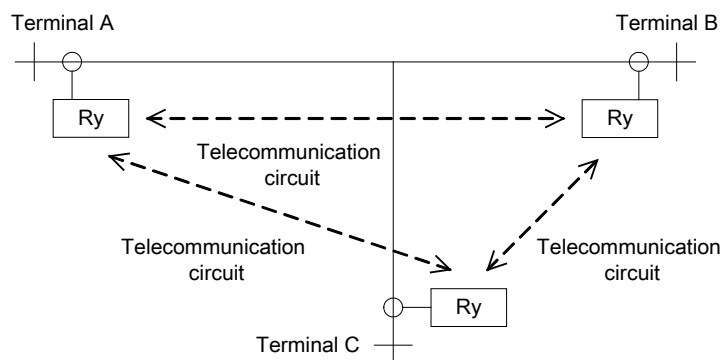 Terminal A
Terminal B
Ry
Ry
Telecommunication
circuit
Telecommunication
circuit
Telecommunication
circuit
Ry
Terminal C